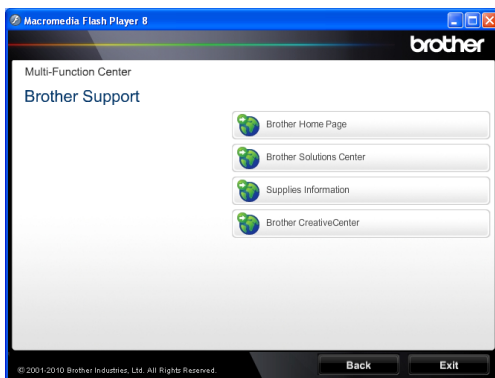 Macromedia Flash Player 8
brother
Multi-Function Center
Brother Support
Brother Home Page
Brother Solutions Center
Supplies Information
Brother CreativeCenter
© 2001-2010 Brother Industries, Ltd. All Rights Reserved.
Back
Exit